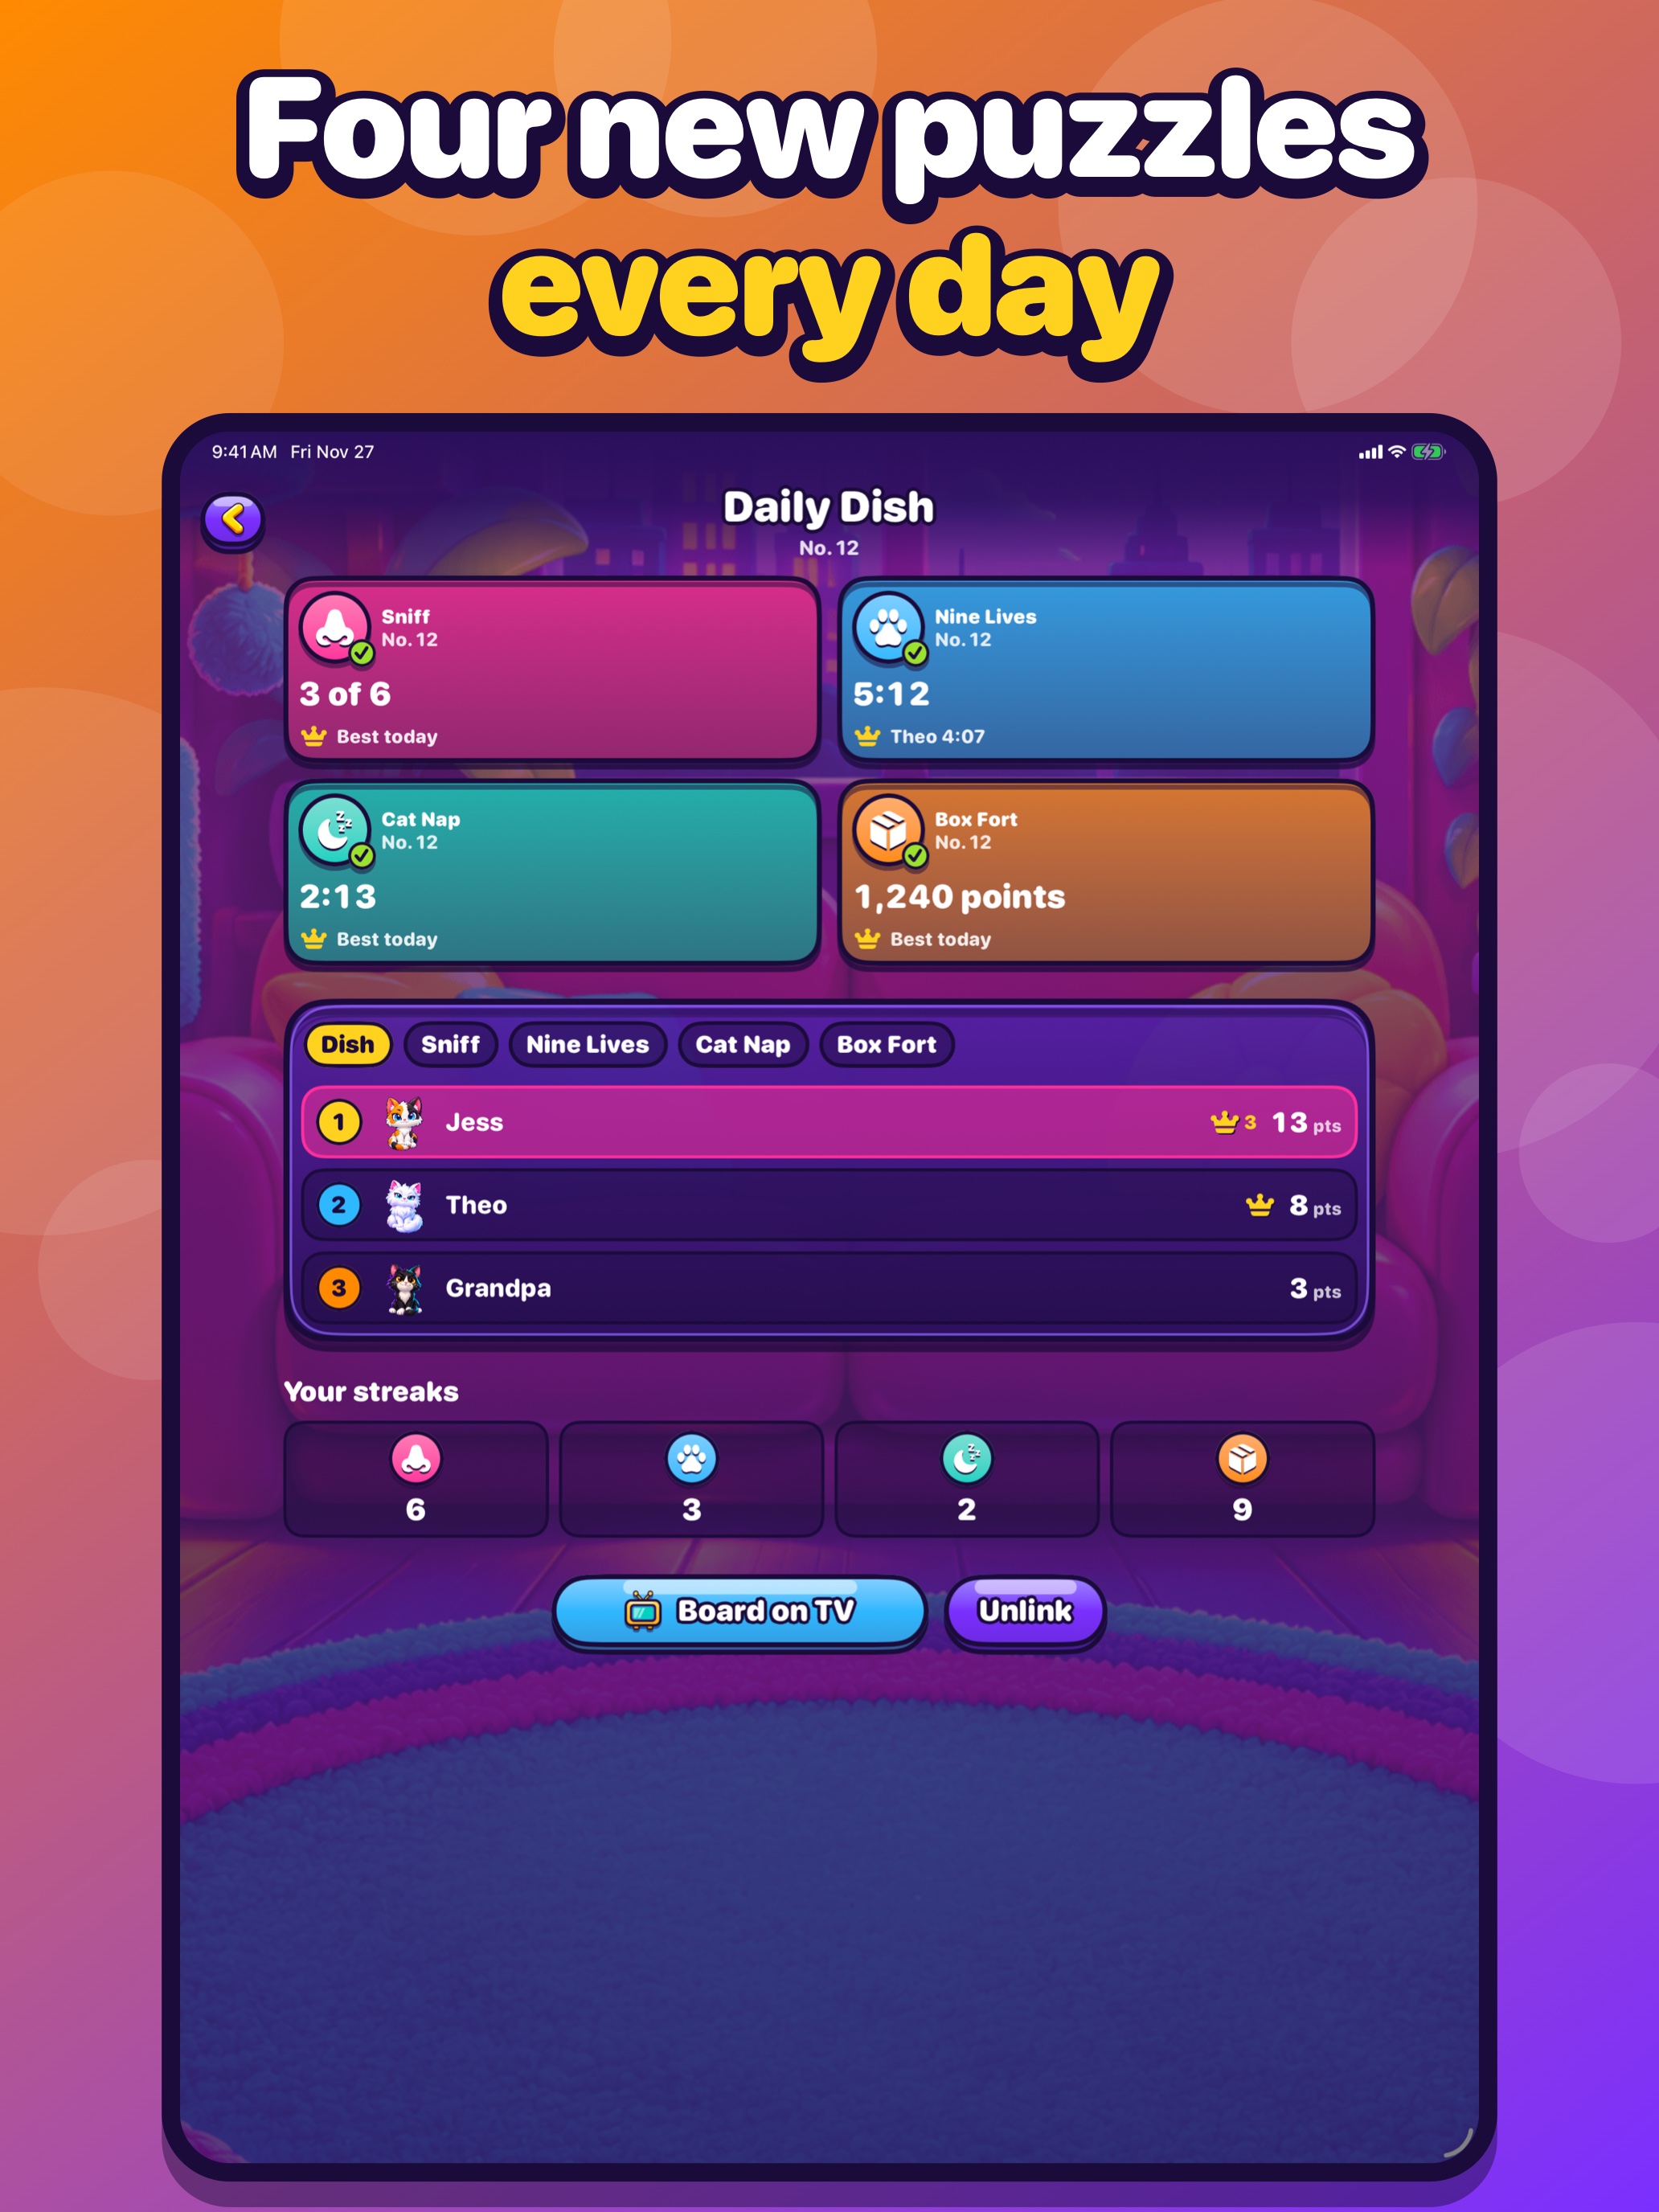 Four new puzzles
every day
9:41 AM Fri Nov 27
Daily Dish
No. 12
Sniff
No. 12
3 of 6
Best today
Nine Lives
No. 12
5:12
Theo 4:07
Cat Nap
No. 12
2:13
Best today
Box Fort
No. 12
1,240 points
Best today
Dish Sniff Nine Lives Cat Nap Box Fort
1 Jess 3 13 pts
2 Theo 8 pts
3 Grandpa 3 pts
Your streaks
6 3 2 9
Board on TV Unlink